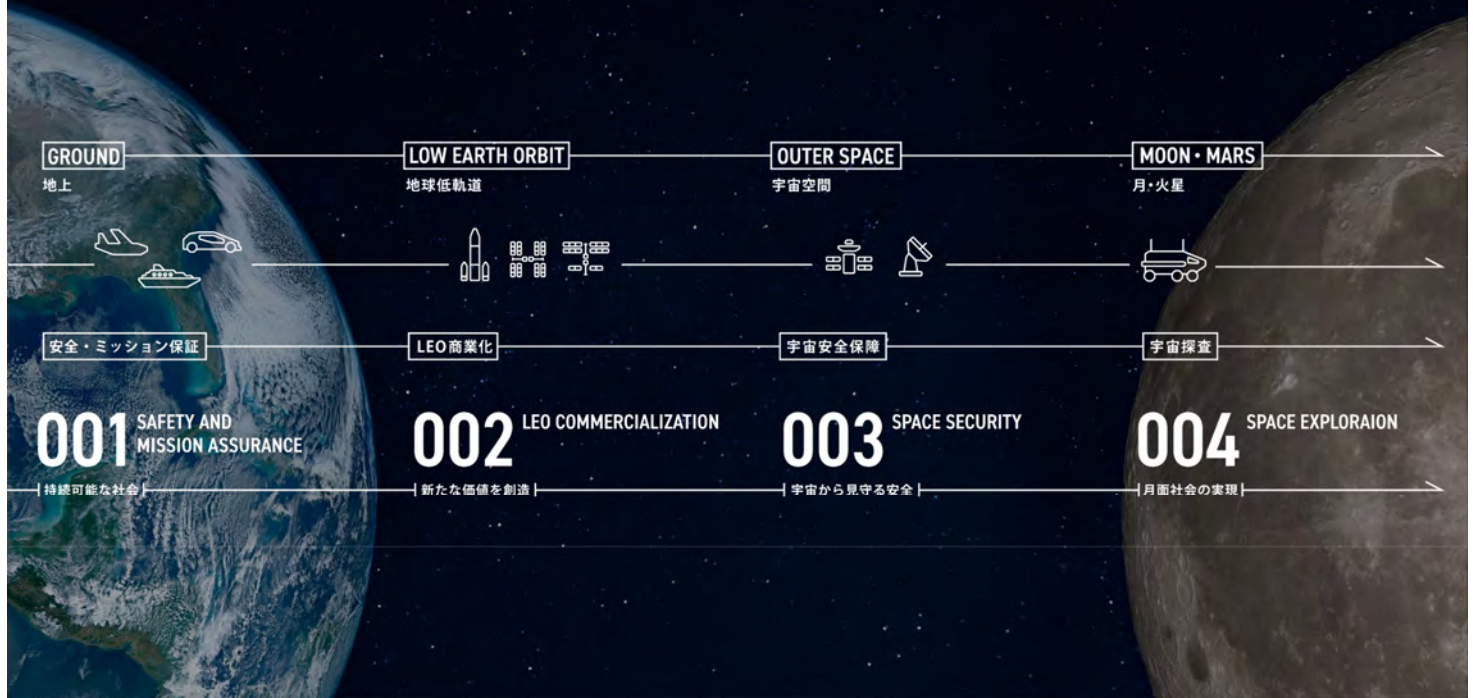 GROUND
LOW EARTH ORBIT
OUTER SPACE
MOON・MARS
地上
地球低軌道
宇宙空間
月・火星
安全・ミッション保証
LEO商業化
宇宙安全保障
宇宙探査
001 SAFETY AND
MISSION ASSURANCE
002 LEO COMMERCIALIZATION
003 SPACE SECURITY
004 SPACE EXPLORAION
持続可能な社会
新たな価値を創造
宇宙から見守る安全
月面社会の実現